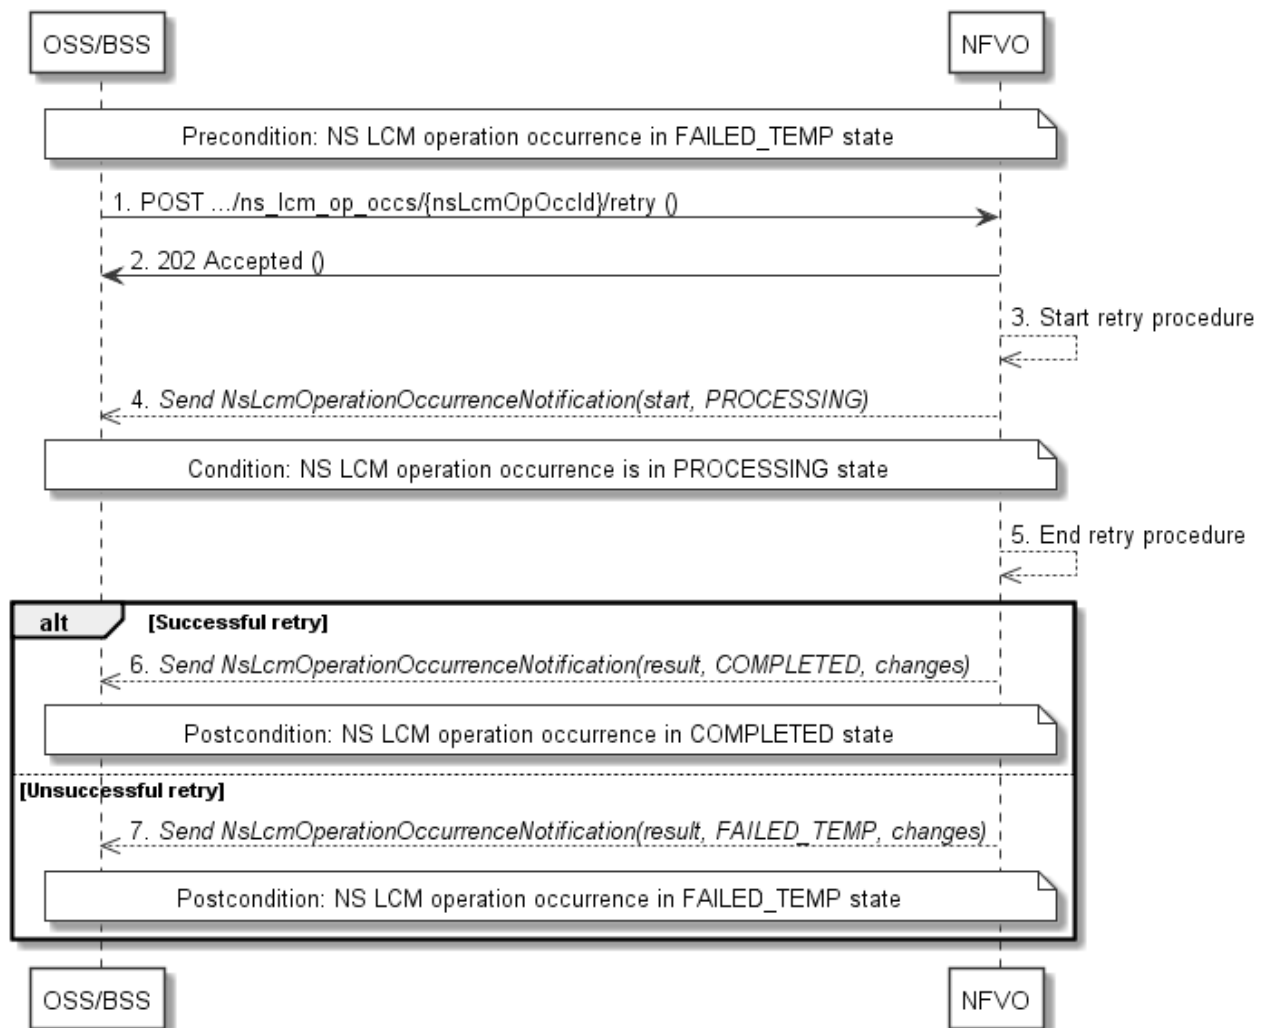 OSS/BSS
NFVO
Precondition: NS LCM operation occurrence in FAILED_TEMP state
1. POST .../ns_lcm_op_occs/{nsLcmOpOccId}/retry ()
2. 202 Accepted ()
3. Start retry procedure
4. Send NsLcmOperationOccurrenceNotification(start, PROCESSING)
Condition: NS LCM operation occurrence is in PROCESSING state
5. End retry procedure
alt
[Successful retry]
6. Send NsLcmOperationOccurrenceNotification(result, COMPLETED, changes)
Postcondition: NS LCM operation occurrence in COMPLETED state
[Unsuccessful retry]
7. Send NsLcmOperationOccurrenceNotification(result, FAILED_TEMP, changes)
Postcondition: NS LCM operation occurrence in FAILED_TEMP state
OSS/BSS
NFVO